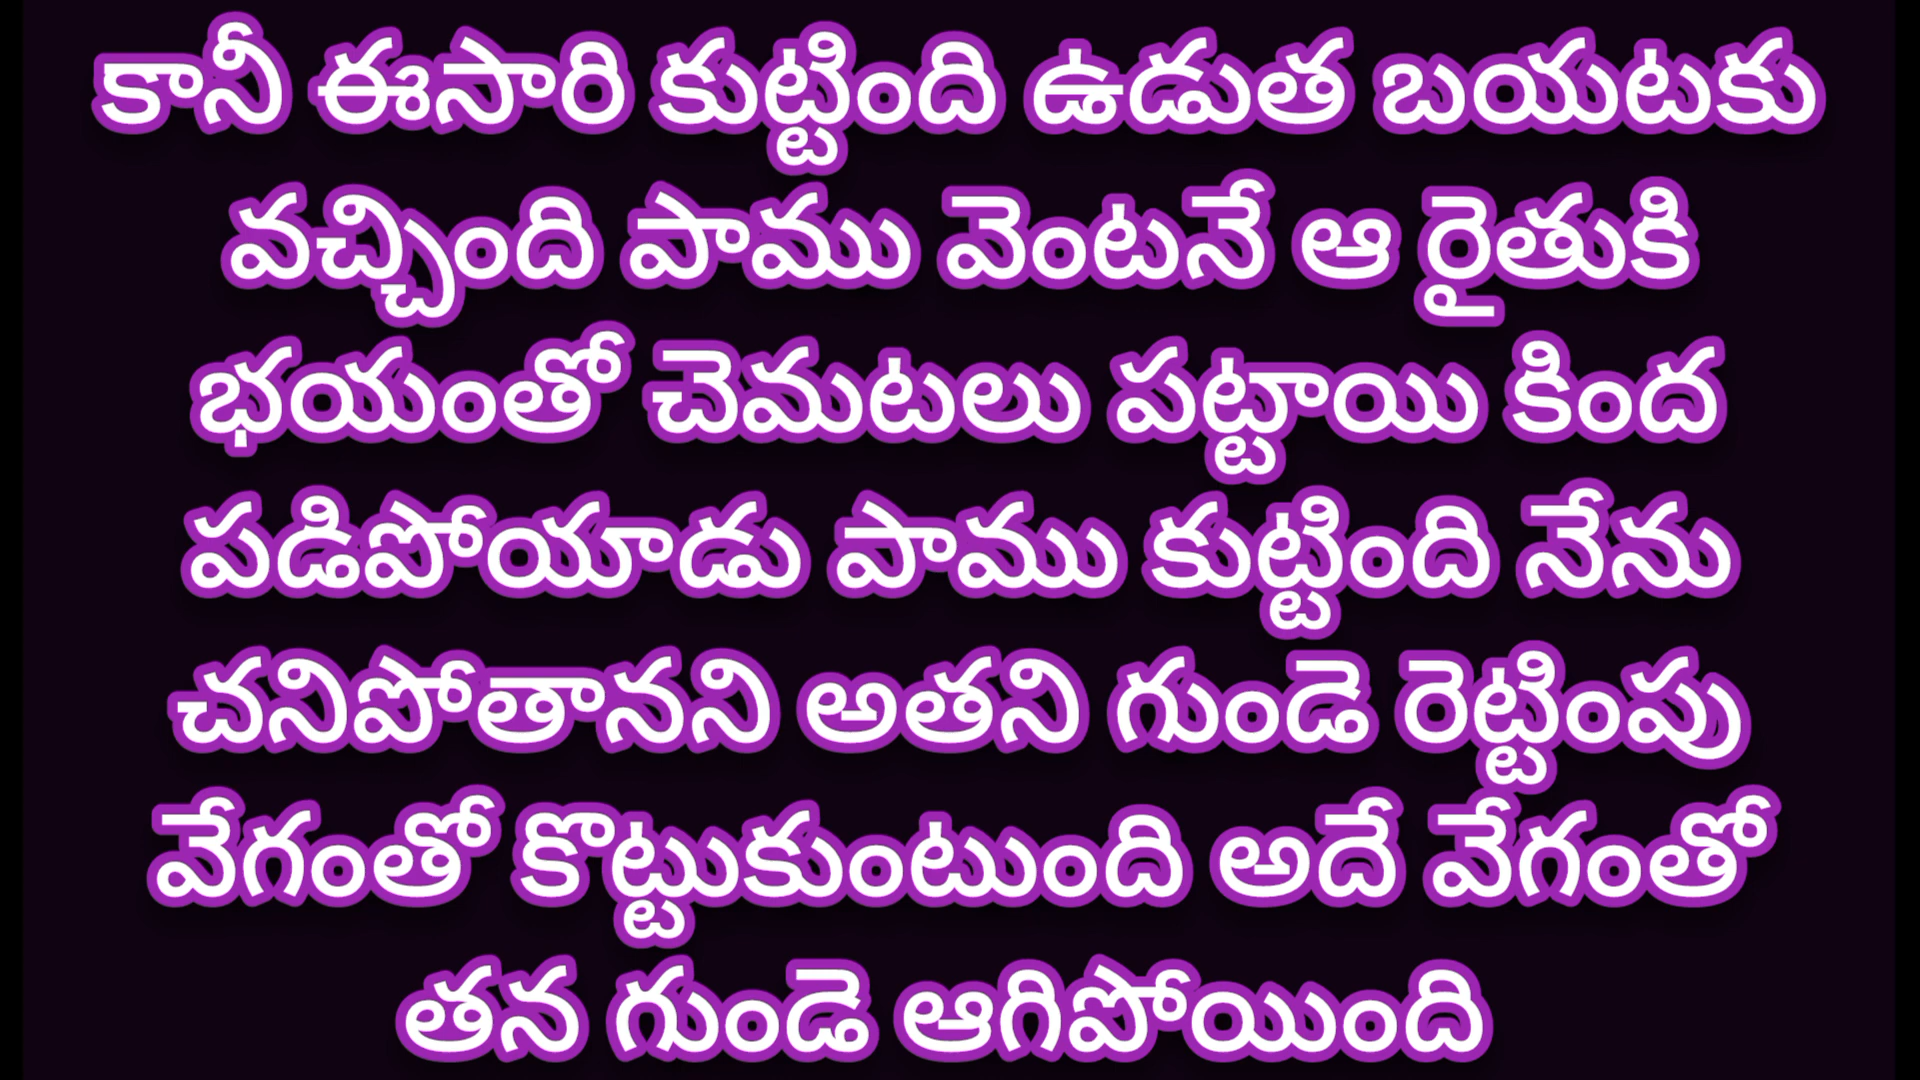 కానీ ఈసారి కుట్టింది ఉడుత బయటకు
వచ్చింది పాము వెంటనే ఆ రైతుకి
భయంతో చెమటలు పట్టాయి కింద
పడిపోయాడు పాము కుట్టింది నేను
చనిపోతానని అతని గుండె రెట్టింపు
వేగంతో కొట్టుకుంటుంది అదే వేగంతో
తన గుండె ఆగిపోయింది